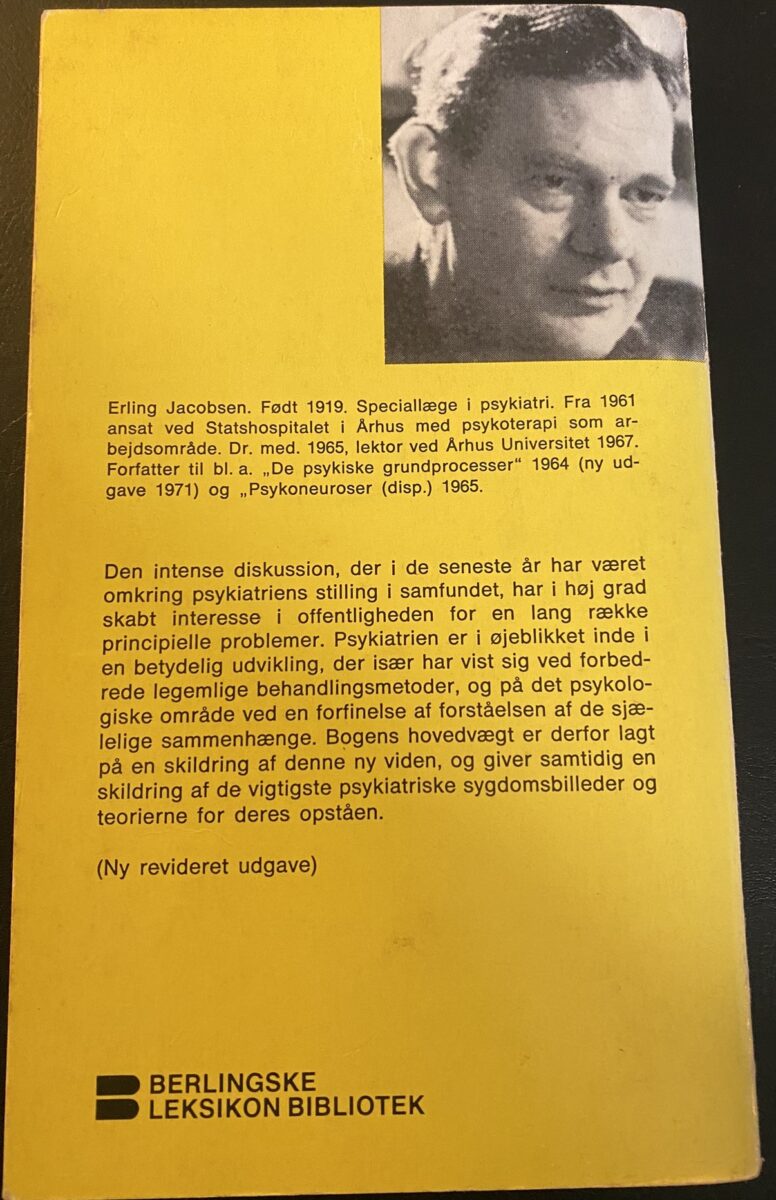 Erling Jacobsen. Født 1919. Speciallæge i psykiatri. Fra 1961
ansat ved Statshospitalet i Århus med psykoterapi som ar-
bejdsområde. Dr. med. 1965, lektor ved Århus Universitet 1967.
Forfatter til bl. a. „De psykiske grundprocesser“ 1964 (ny ud-
gave 1971) og „Psykoneuroser (disp.) 1965.
Den intense diskussion, der i de seneste år har været
omkring psykiatriens stilling i samfundet, har i høj grad
skabt interesse i offentligheden for en lang række
principielle problemer. Psykiatrien er i øjeblikket inde i
en betydelig udvikling, der især har vist sig ved forbed-
rede legemlige behandlingsmetoder, og på det psykolo-
giske område ved en forfinelse af forståelsen af de sjæ-
lelige sammenhænge. Bogens hovedvægt er derfor lagt
på en skildring af denne ny viden, og giver samtidig en
skildring af de vigtigste psykiatriske sygdomsbilleder og
teorierne for deres opståen.
(Ny revideret udgave)
BERLINGSKE
LEKSIKON BIBLIOTEK